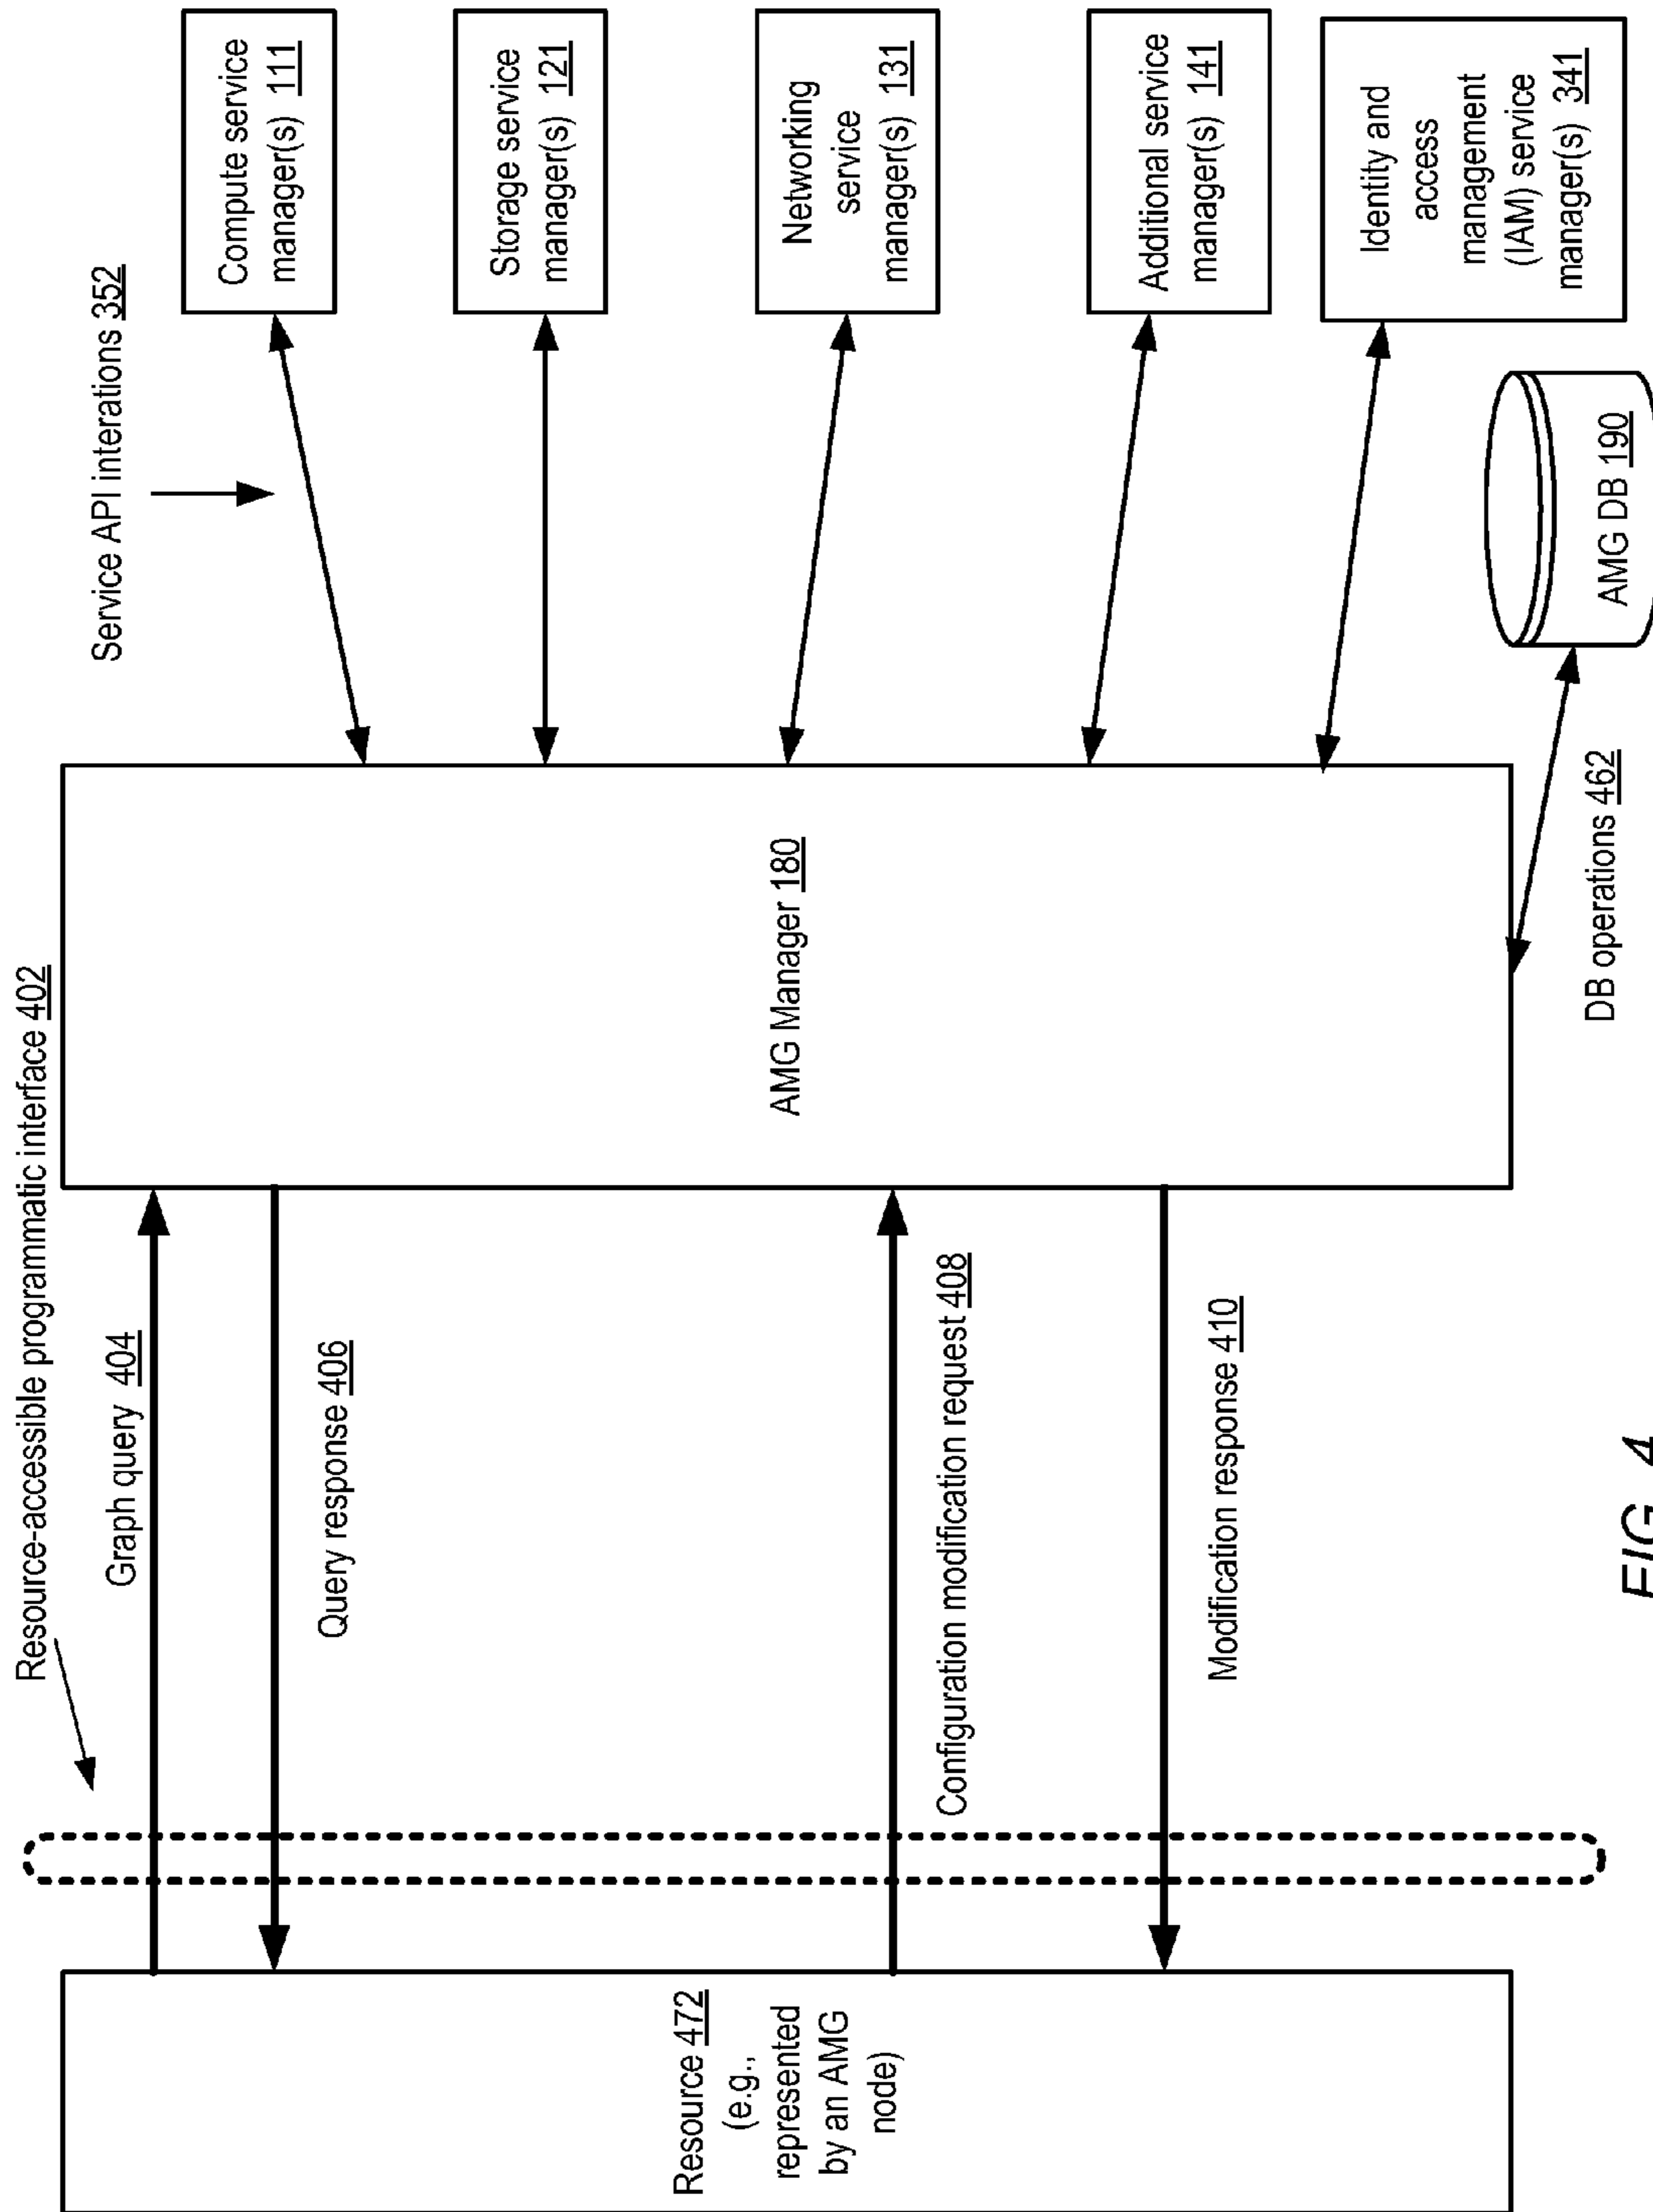 Resource-accessible programmatic interface 402
Graph query 404
Query response 406
Configuration modification request 408
Modification response 410
Resource 472
(e.g.,
represented
by an AMG
node)
AMG Manager 180
Service API interations 352
Compute service
manager(s) 111
Storage service
manager(s) 121
Networking
service
manager(s) 131
Additional service
manager(s) 141
Identity and
access
management
(IAM) service
manager(s) 341
AMG DB 190
DB operations 462
FIG. 4